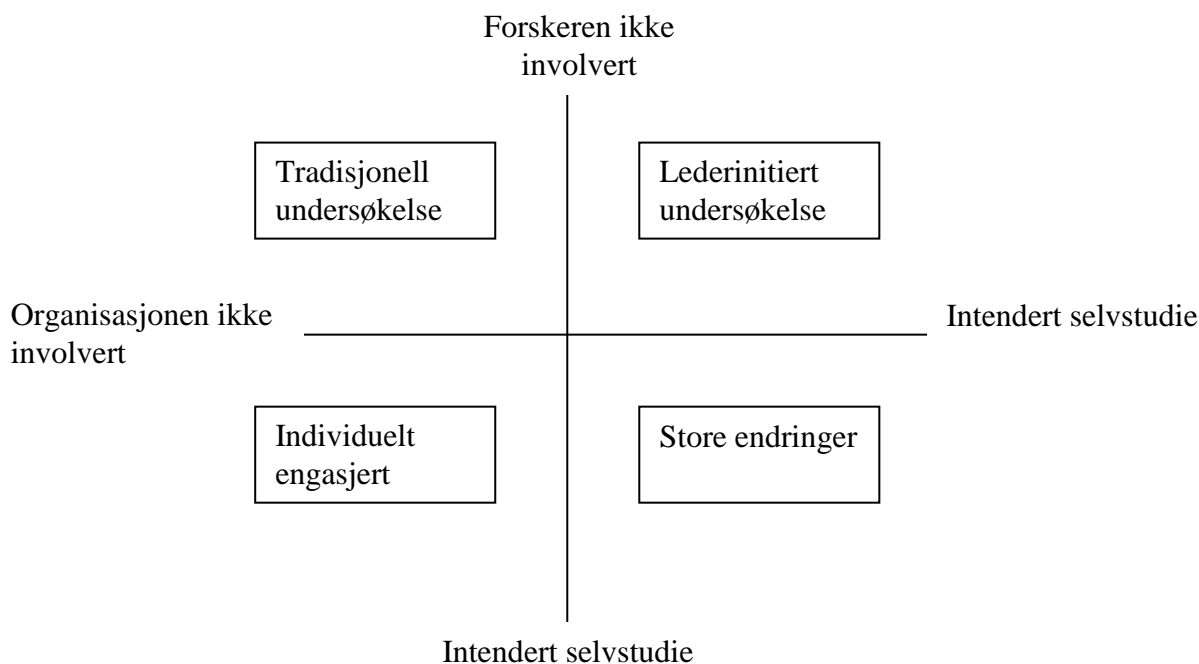 Forskeren ikke
involvert
Tradisjonell
undersøkelse
Lederinitiert
undersøkelse
Organisasjonen ikke
involvert
Intendert selvstudie
Individuelt
engasjert
Store endringer
Intendert selvstudie